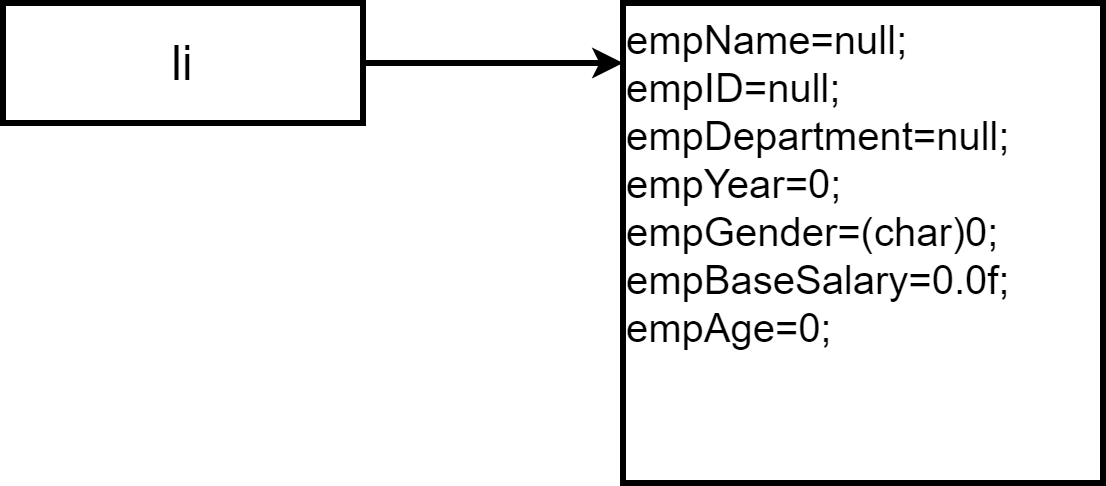 li
empName=null;
empID=null;
empDepartment=null;
empYear=0;
empGender=(char)0;
empBaseSalary=0.0f;
empAge=0;